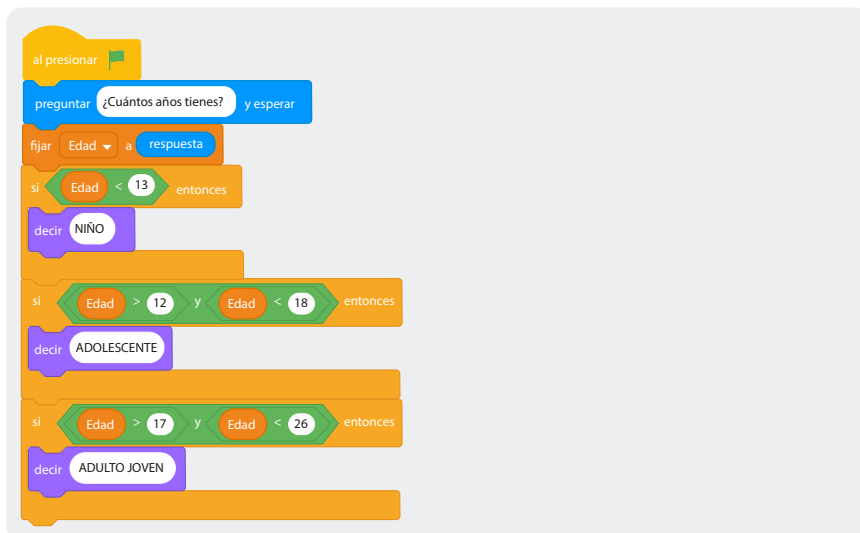 al presionar
preguntar ¿Cuántos años tienes? y esperar
fijar Edad a respuesta
si Edad < 13 entonces
decir NIÑO
si Edad > 12 y Edad < 18 entonces
decir ADOLESCENTE
si Edad > 17 y Edad < 26 entonces
decir ADULTO JOVEN